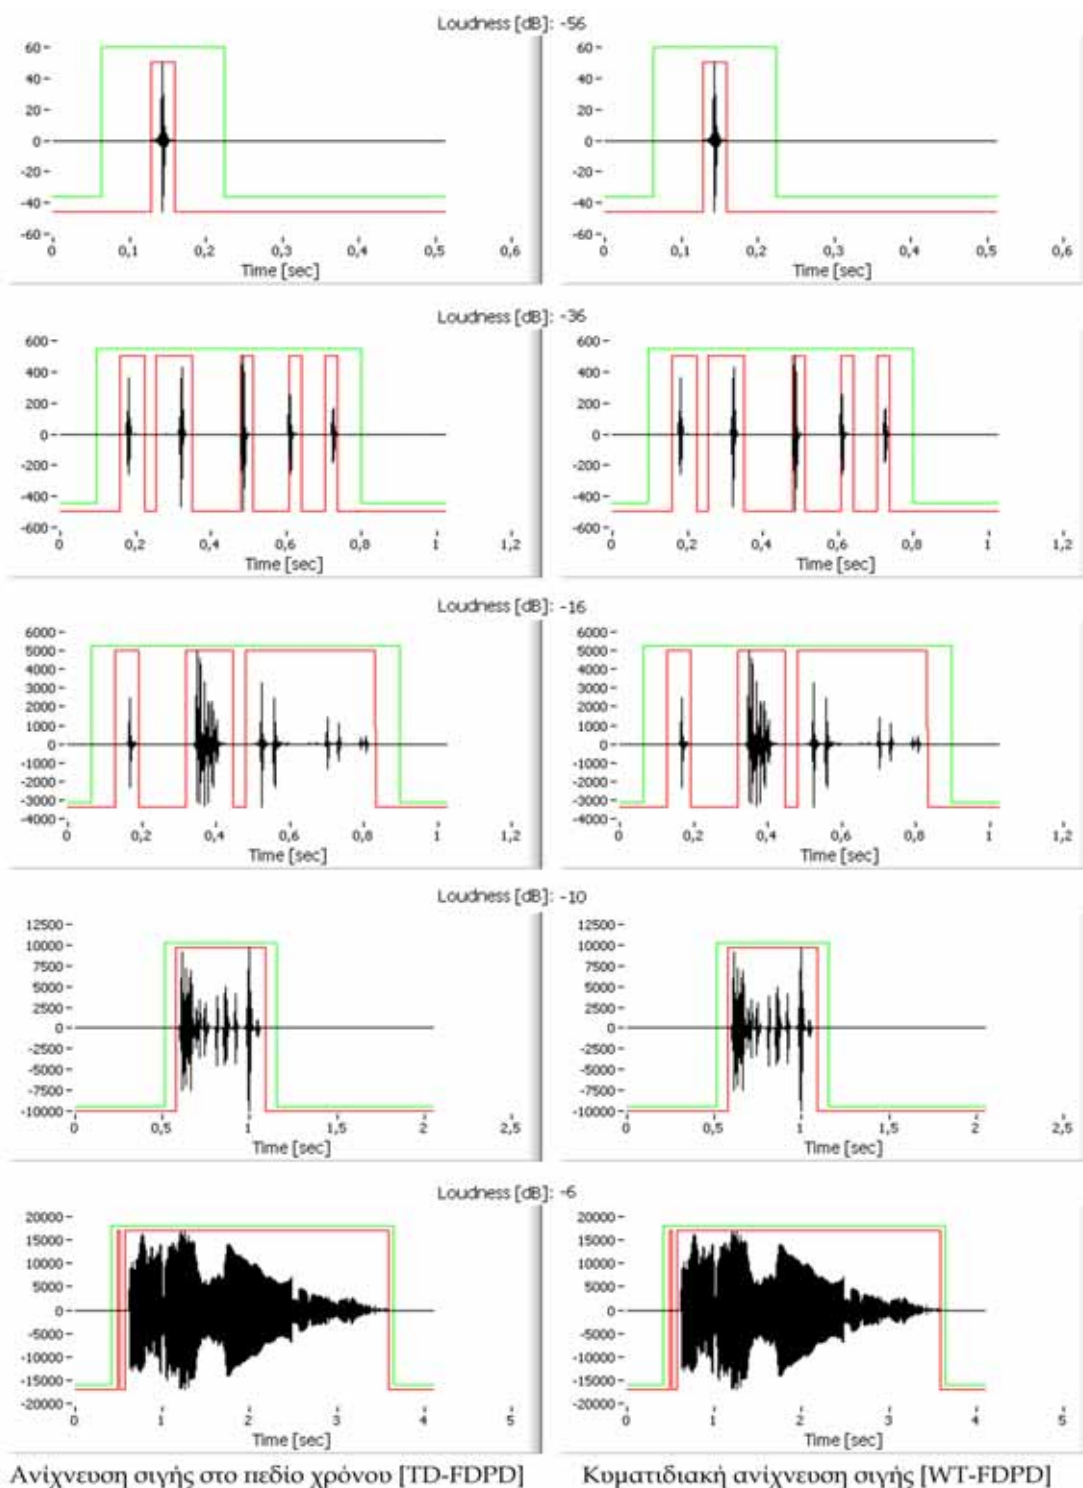 Loudness [dB]: -56
60 60
40 40
20 20
0 0
-20 -20
-40 -40
-60 -60
0 0,1 0,2 0,3 0,4 0,5 0,6 0 0,1 0,2 0,3 0,4 0,5 0,6
Time [sec] Time [sec]
Loudness [dB]: -36
600 600
400 400
200 200
0 0
-200 -200
-400 -400
-600 -600
0 0,2 0,4 0,6 0,8 1 1,2 0 0,2 0,4 0,6 0,8 1 1,2
Time [sec] Time [sec]
Loudness [dB]: -16
6000 6000
5000 5000
4000 4000
3000 3000
2000 2000
1000 1000
0 0
-1000 -1000
-2000 -2000
-3000 -3000
-4000 -4000
0 0,2 0,4 0,6 0,8 1 1,2 0 0,2 0,4 0,6 0,8 1 1,2
Time [sec] Time [sec]
Loudness [dB]: -10
12500 12500
10000 10000
7500 7500
5000 5000
2500 2500
0 0
-2500 -2500
-5000 -5000
-7500 -7500
-10000 -10000
0 0,5 1 1,5 2 2,5 0 0,5 1 1,5 2 2,5
Time [sec] Time [sec]
Loudness [dB]: -6
20000 20000
15000 15000
10000 10000
5000 5000
0 0
-5000 -5000
-10000 -10000
-15000 -15000
-20000 -20000
0 1 2 3 4 5 0 1 2 3 4 5
Time [sec] Time [sec]
Ανίχνευση σιγής στο πεδίο χρόνου [TD-FDPD] Κυματιδιακή ανίχνευση σιγής [WT-FDPD]